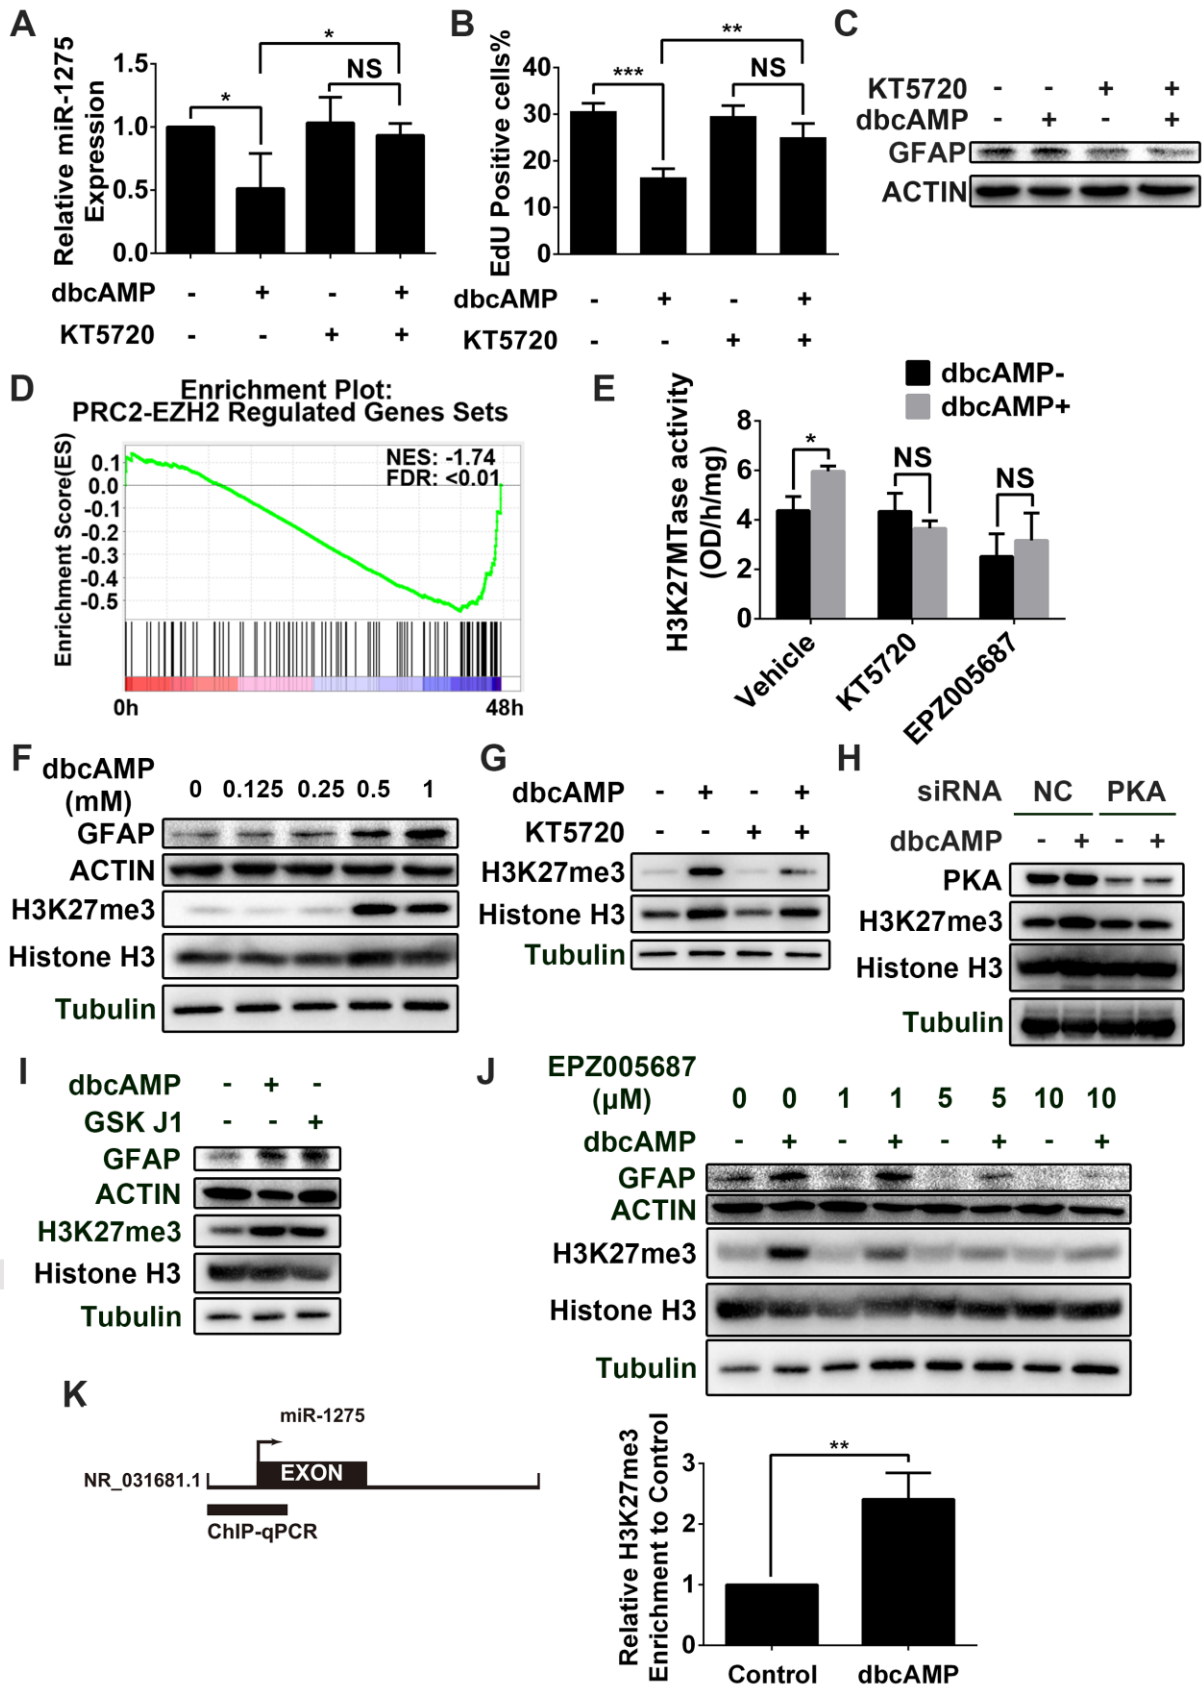 A
Relative miR-1275
Expression
1.5
1.0
0.5
0.0
*
*
NS
dbcAMP - + - +
KT5720 - - + +
B
EdU Positive cells%
40
30
20
10
0
***
**
NS
dbcAMP - + - +
KT5720 - - + +
C
KT5720 - - + +
dbcAMP - + - +
GFAP
ACTIN
D
Enrichment Plot:
PRC2-EZH2 Regulated Genes Sets
Enrichment Score(ES)
0.1
0.0
-0.1
-0.2
-0.3
-0.4
-0.5
NES: -1.74
FDR: <0.01
0h 48h
E
dbcAMP-
dbcAMP+
H3K27MTase activity
(OD/h/mg)
8
6
4
2
0
*
NS
NS
Vehicle
KT5720
EPZ005687
F
dbcAMP
(mM)
0 0.125 0.25 0.5 1
GFAP
ACTIN
H3K27me3
Histone H3
Tubulin
G
dbcAMP - + - +
KT5720 - - + +
H3K27me3
Histone H3
Tubulin
H
siRNA NC PKA
dbcAMP - + - +
PKA
H3K27me3
Histone H3
Tubulin
I
dbcAMP - + -
GSK J1 - - +
GFAP
ACTIN
H3K27me3
Histone H3
Tubulin
J
EPZ005687
(μM)
0 0 1 1 5 5 10 10
dbcAMP - + - + - + - +
GFAP
ACTIN
H3K27me3
Histone H3
Tubulin
K
miR-1275
NR_031681.1
EXON
ChIP-qPCR
Relative H3K27me3
Enrichment to Control
3
2
1
0
**
Control dbcAMP